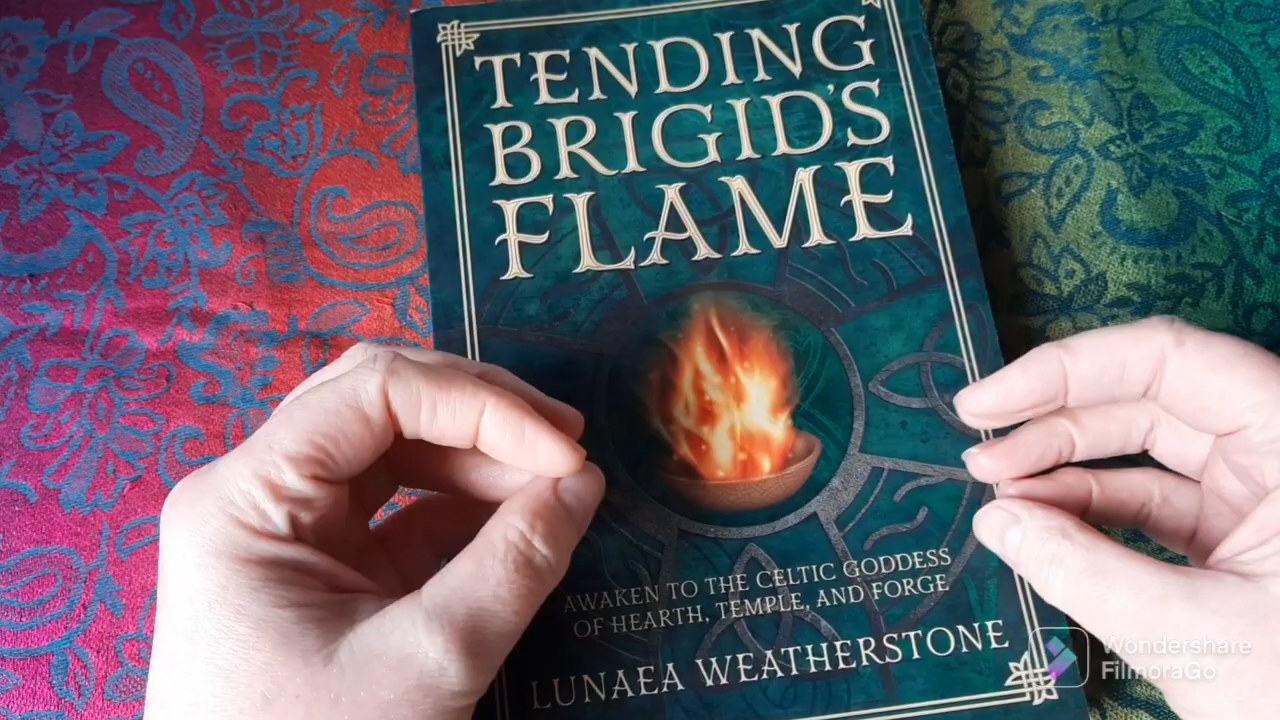 TENDING
BRIGID'S
FLAME
AWAKEN TO THE CELTIC GODDESS
OF HEARTH, TEMPLE, AND FORGE
LUNAEA WEATHERSTONE
Wondershare
FilmoraGo